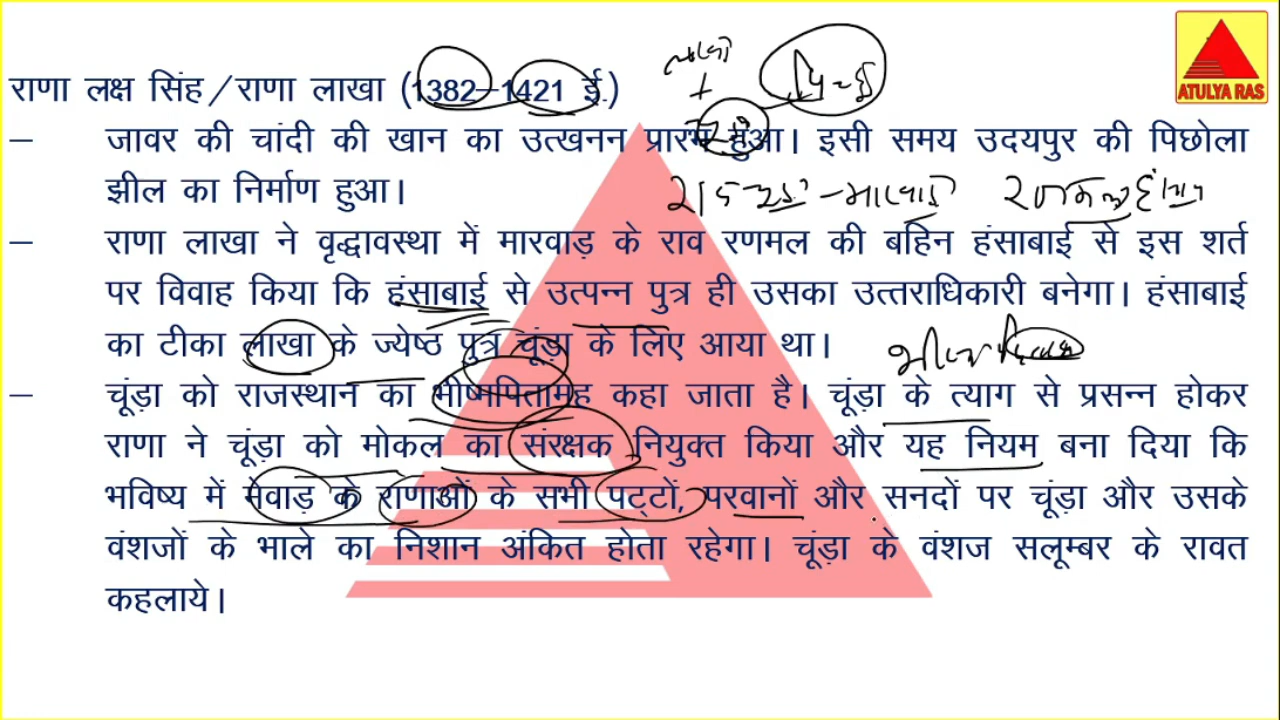 राणा लक्ष सिंह/राणा लाखा (1382–1421 ई.)
– जावर की चांदी की खान का उत्खनन प्रारम्भ हुआ। इसी समय उदयपुर की पिछोला
झील का निर्माण हुआ।
– राणा लाखा ने वृद्धावस्था में मारवाड़ के राव रणमल की बहिन हंसाबाई से इस शर्त
पर विवाह किया कि हंसाबाई से उत्पन्न पुत्र ही उसका उत्तराधिकारी बनेगा। हंसाबाई
का टीका लाखा के ज्येष्ठ पुत्र चूंड़ा के लिए आया था।
– चूंड़ा को राजस्थान का भीष्मपितामह कहा जाता है। चूंड़ा के त्याग से प्रसन्न होकर
राणा ने चूंड़ा को मोकल का संरक्षक नियुक्त किया और यह नियम बना दिया कि
भविष्य में मेवाड़ के राणाओं के सभी पट्टों, परवानों और सनदों पर चूंड़ा और उसके
वंशजों के भाले का निशान अंकित होता रहेगा। चूंड़ा के वंशज सलूम्बर के रावत
कहलाये।
ATULYA RAS